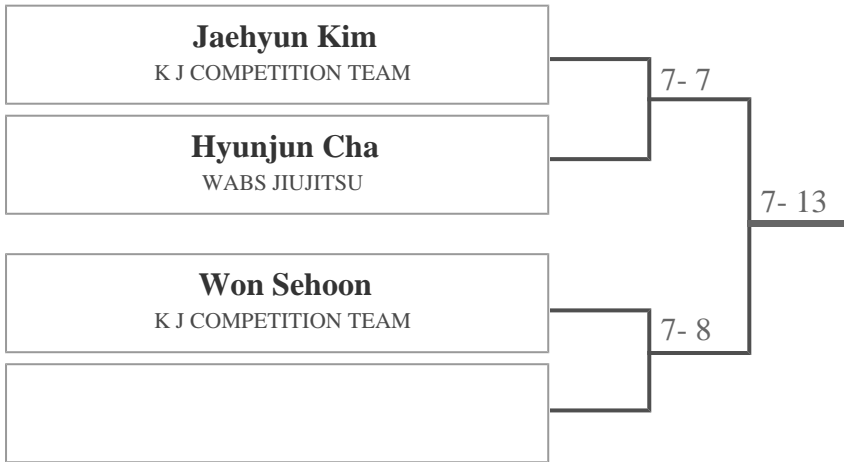 Jaehyun Kim
K J COMPETITION TEAM
7- 7
Hyunjun Cha
WABS JIUJITSU
7- 13
Won Sehoon
K J COMPETITION TEAM
7- 8